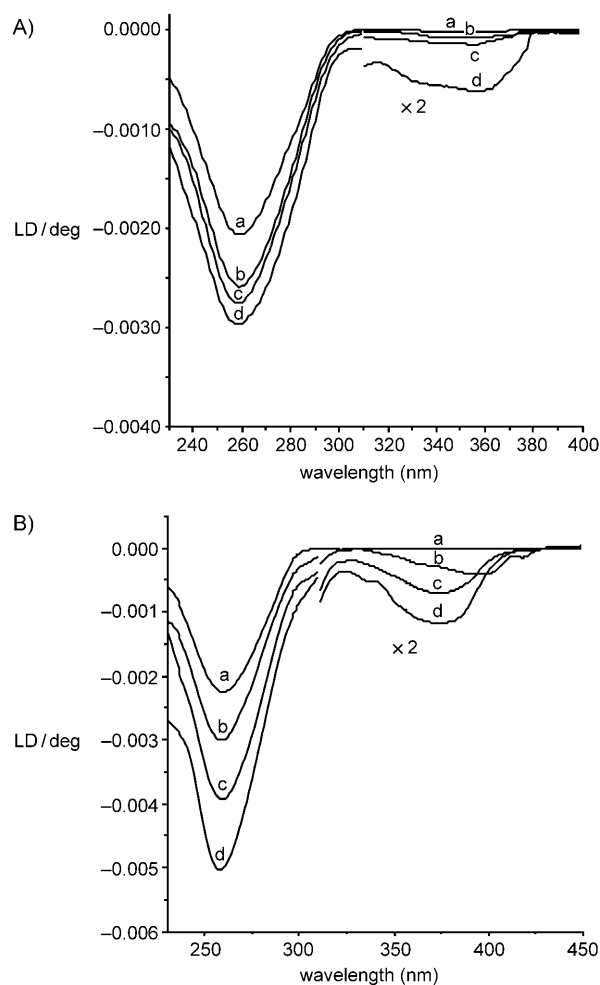 A)
0.0000
a
b
c
d
× 2
–0.0010
LD / deg
–0.0020
a
b
c
d
–0.0030
–0.0040
240 260 280 300 320 340 360 380 400
wavelength (nm)
B)
0.000
a
b
c
d
× 2
–0.001
–0.002
a
b
LD / deg
–0.003
c
–0.004
d
–0.005
–0.006
250 300 350 400 450
wavelength (nm)